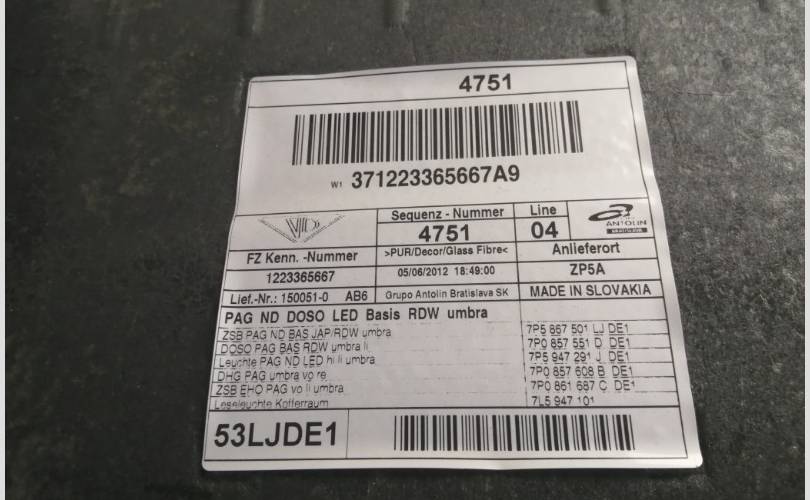 4751
W1 371223365667A9
Sequenz - Nummer
4751
Line
04
ANTOLIN
FZ Kenn. -Nummer
1223365667
>PUR/Decor/Glass Fibre<
05/06/2012 18:49:00
Anlieferort
ZP5A
Lief.-Nr.: 150051-0 AB6
Grupo Antolin Bratislava SK
MADE IN SLOVAKIA
PAG ND DOSO LED Basis RDW umbra
ZSB PAG ND BAS JAP/RDW umbra 7P5 867 501 LJ DE1
DOSO PAG BAS RDW umbra li 7P0 857 551 D DE1
Leuchte PAG ND LED hi li umbra 7P5 947 291 J DE1
DHG PAG umbra vo re 7P0 857 608 B DE1
ZSB EHO PAG vo li umbra 7P0 861 687 C DE1
Leseleuchte Kofferraum 7L5 947 101
53LJDE1